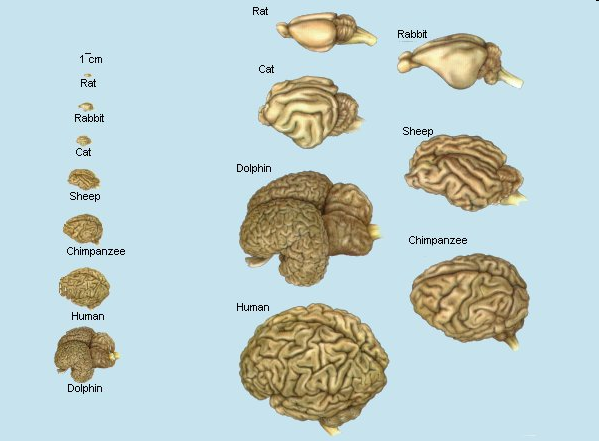 1 cm
Rat
Rabbit
Cat
Sheep
Chimpanzee
Human
Dolphin
Rat
Rabbit
Cat
Sheep
Dolphin
Chimpanzee
Human